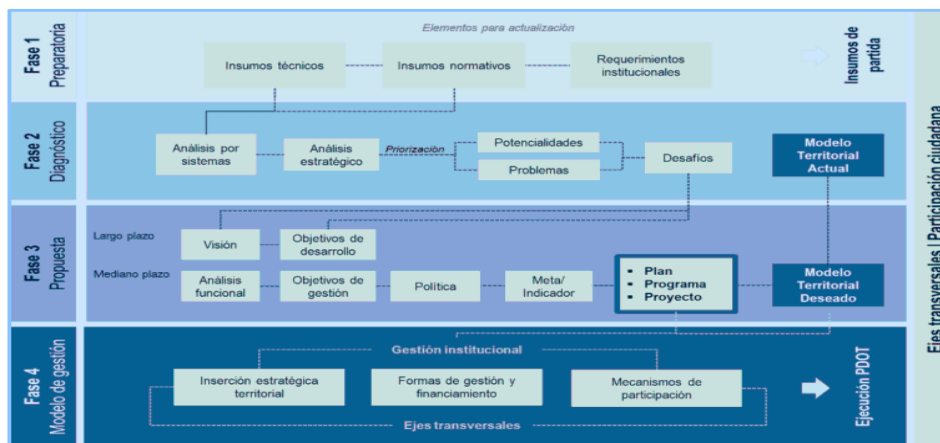 Fase 1
Preparatoria
Elementos para actualización
Insumos técnicos
Insumos normativos
Requerimientos
institucionales
Insumos de
partida
Fase 2
Diagnóstico
Análisis por
sistemas
Análisis
estratégico
Priorización
Potencialidades
Problemas
Desafíos
Modelo
Territorial
Actual
Fase 3
Propuesta
Largo plazo
Visión
Objetivos de
desarrollo
Mediano plazo
Análisis
funcional
Objetivos de
gestión
Política
Meta/
Indicador
• Plan
• Programa
• Proyecto
Modelo
Territorial
Deseado
Fase 4
Modelo de gestión
Gestión institucional
Inserción estratégica
territorial
Formas de gestión y
financiamiento
Mecanismos de
participación
Ejes transversales
Ejecución PDOT
Ejes transversales | Participación ciudadana